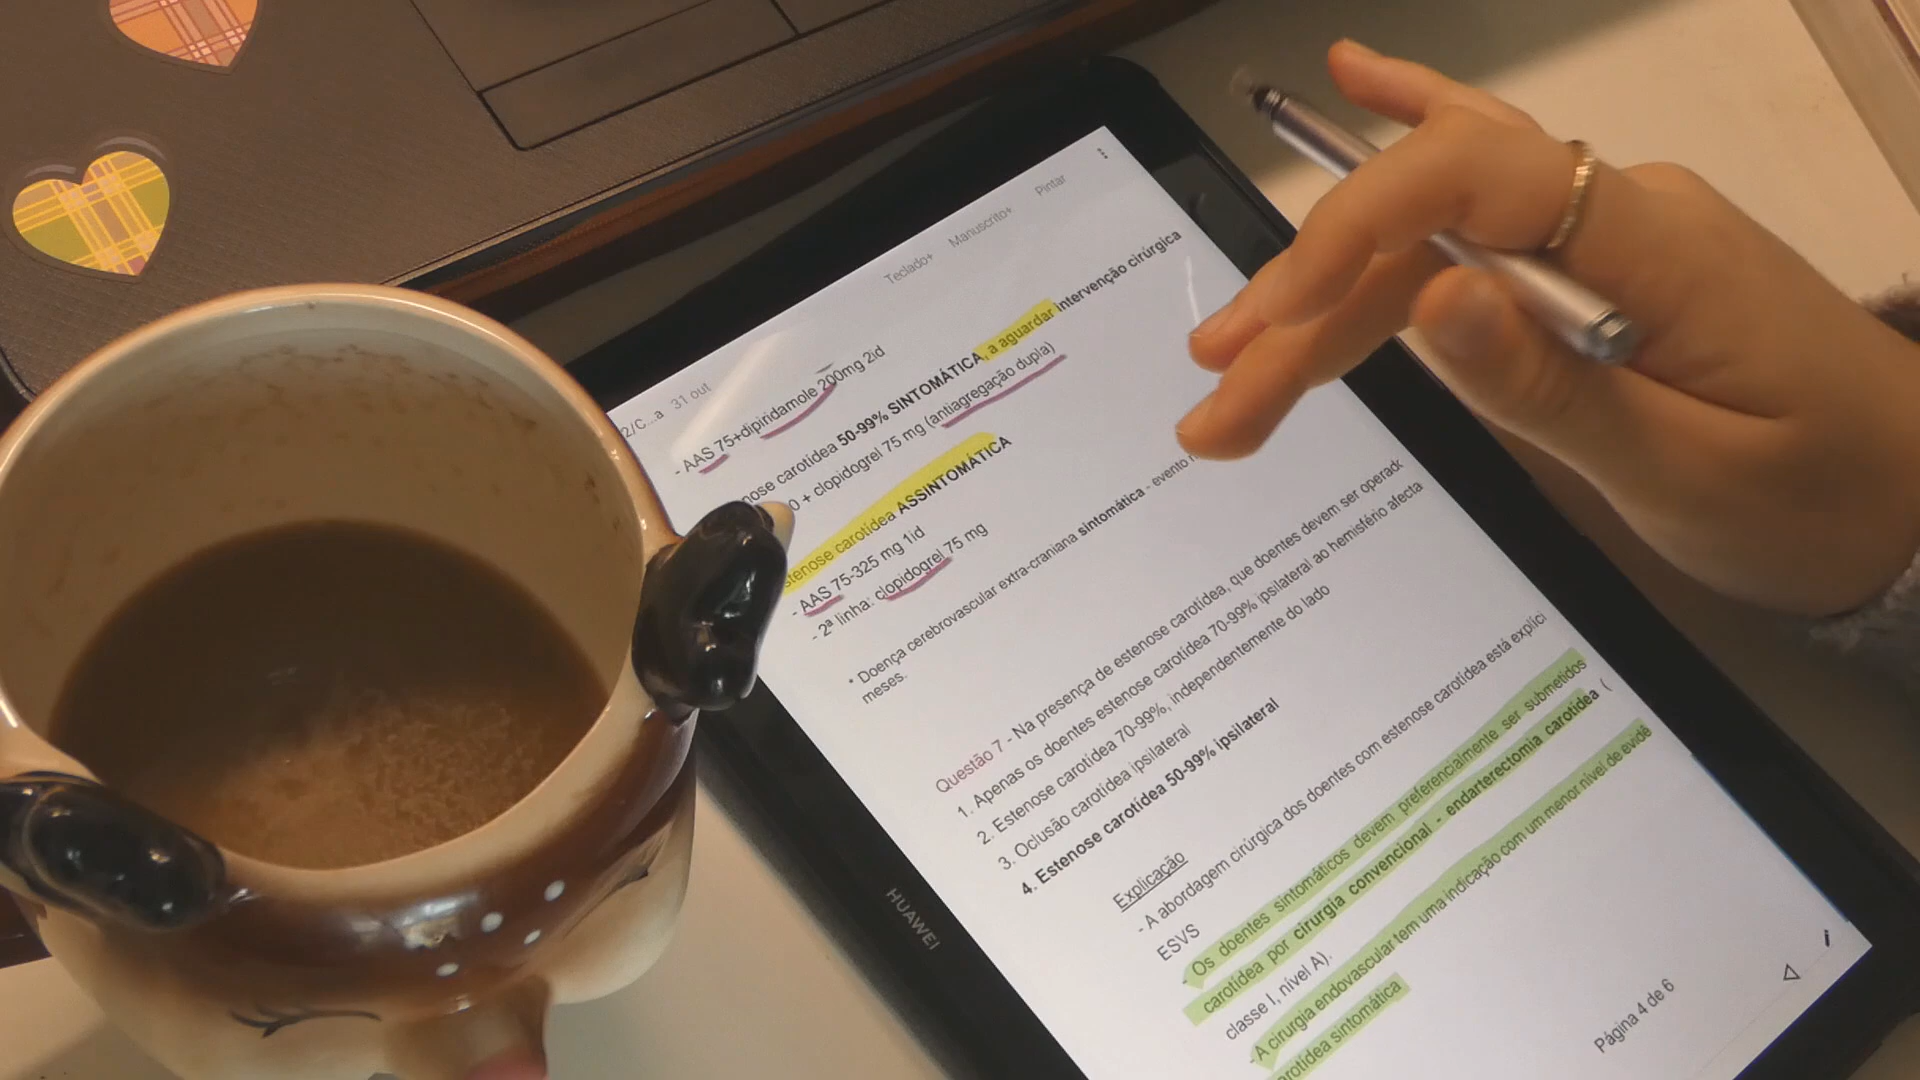 Teclado+ Manuscrito+ Pintar
2/C...a 31 out
- AAS 75+dipiridamole 200mg 2id
nose carotídea 50-99% SINTOMÁTICA, a aguardar intervenção cirúrgica
0 + clopidogrel 75 mg (antiagregação dupla)
stenose carotídea ASSINTOMÁTICA
- AAS 75-325 mg 1id
- 2ª linha: clopidogrel 75 mg
* Doença cerebrovascular extra-craniana sintomática - evento
meses.
Questão 7 - Na presença de estenose carotídea, que doentes devem ser operado
1. Apenas os doentes estenose carotídea 70-99% ipsilateral ao hemisfério afecta
2. Estenose carotídea 70-99%, independentemente do lado
3. Oclusão carotídea ipsilateral
4. Estenose carotídea 50-99% ipsilateral
Explicação
- A abordagem cirúrgica dos doentes com estenose carotídea está explíci
ESVS
- Os doentes sintomáticos devem preferencialmente ser submetidos
carotídea por cirurgia convencional - endarterectomia carotídea (
classe I, nível A).
- A cirurgia endovascular tem uma indicação com um menor nível de evidê
arotídea sintomática
Página 4 de 6
HUAWEI